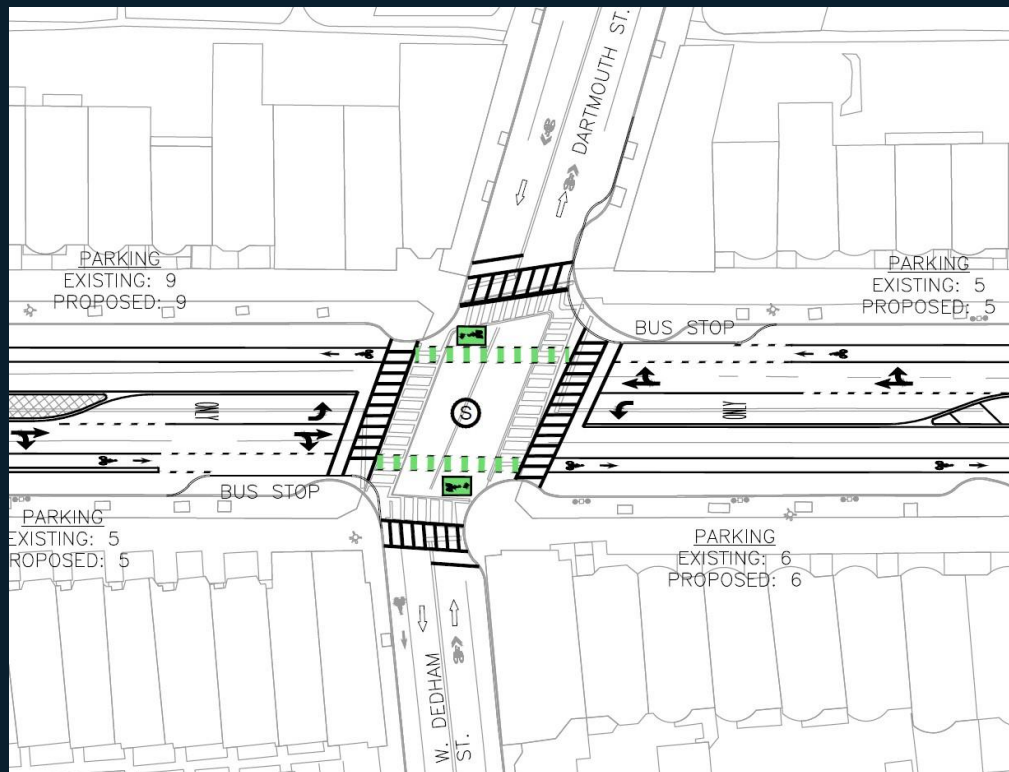 DARTMOUTH ST.
PARKING
EXISTING: 9
PROPOSED: 9
PARKING
EXISTING: 5
PROPOSED: 5
BUS STOP
ONLY
ONLY
S
BUS STOP
PARKING
EXISTING: 5
PROPOSED: 5
PARKING
EXISTING: 6
PROPOSED: 6
W. DEDHAM
ST.